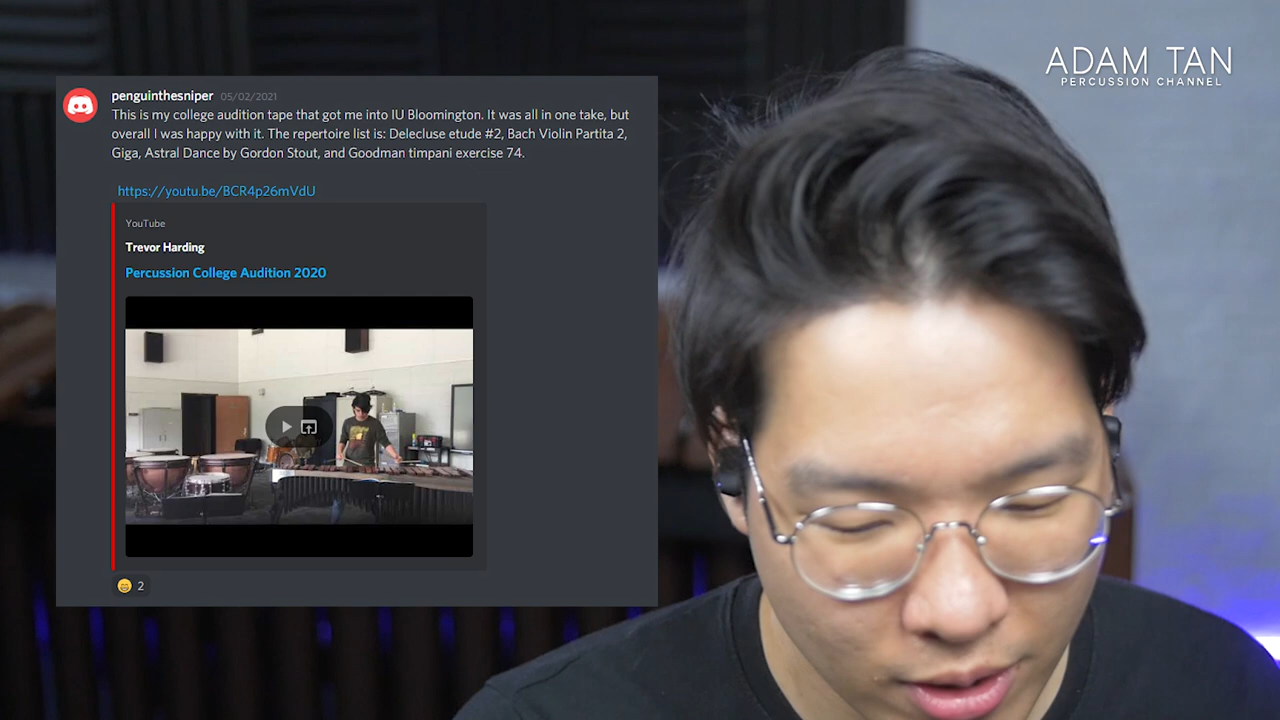 ADAM TAN
PERCUSSION CHANNEL
penguinthesniper 05/02/2021
This is my college audition tape that got me into IU Bloomington. It was all in one take, but
overall I was happy with it. The repertoire list is: Delecluse etude #2, Bach Violin Partita 2,
Giga, Astral Dance by Gordon Stout, and Goodman timpani exercise 74.
https://youtu.be/BCR4p26mVdU
YouTube
Trevor Harding
Percussion College Audition 2020
2